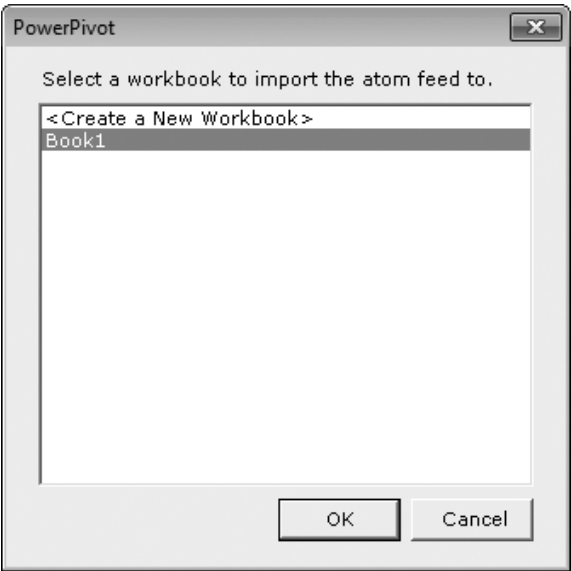 PowerPivot
Select a workbook to import the atom feed to.
<Create a New Workbook>
Book1
OK
Cancel